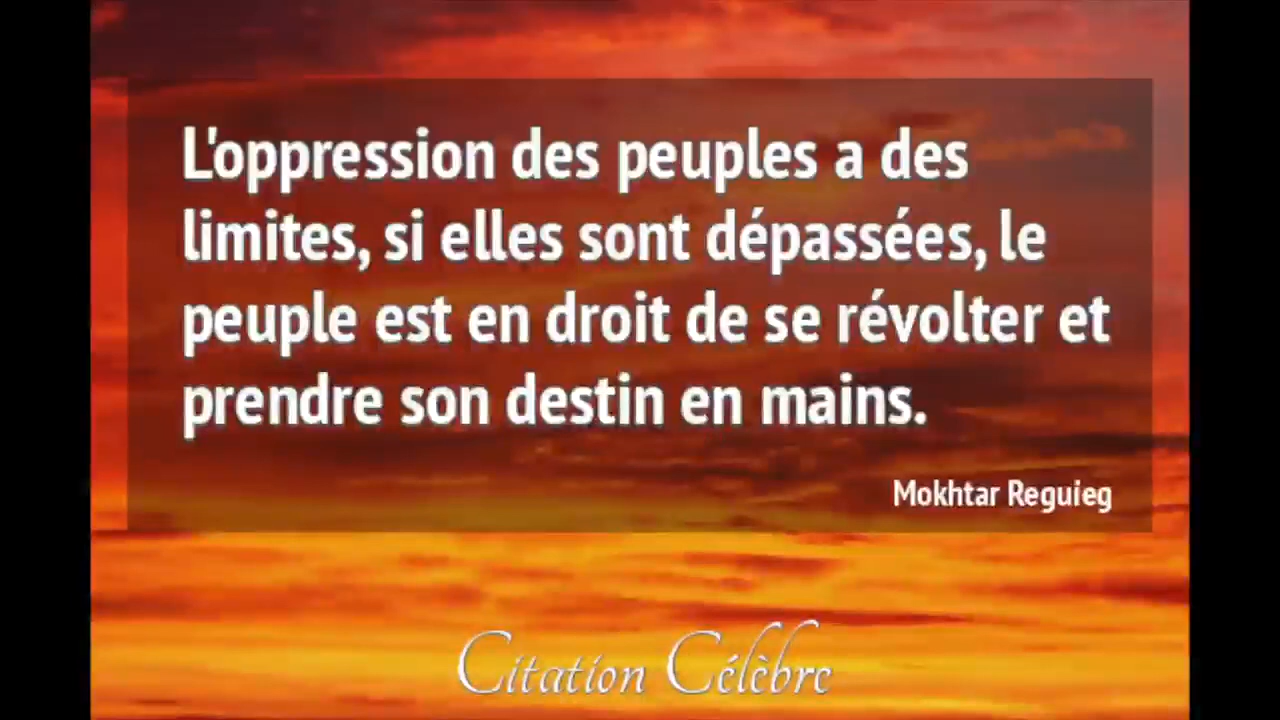 L'oppression des peuples a des
limites, si elles sont dépassées, le
peuple est en droit de se révolter et
prendre son destin en mains.
Mokhtar Reguieg
Citation Célèbre